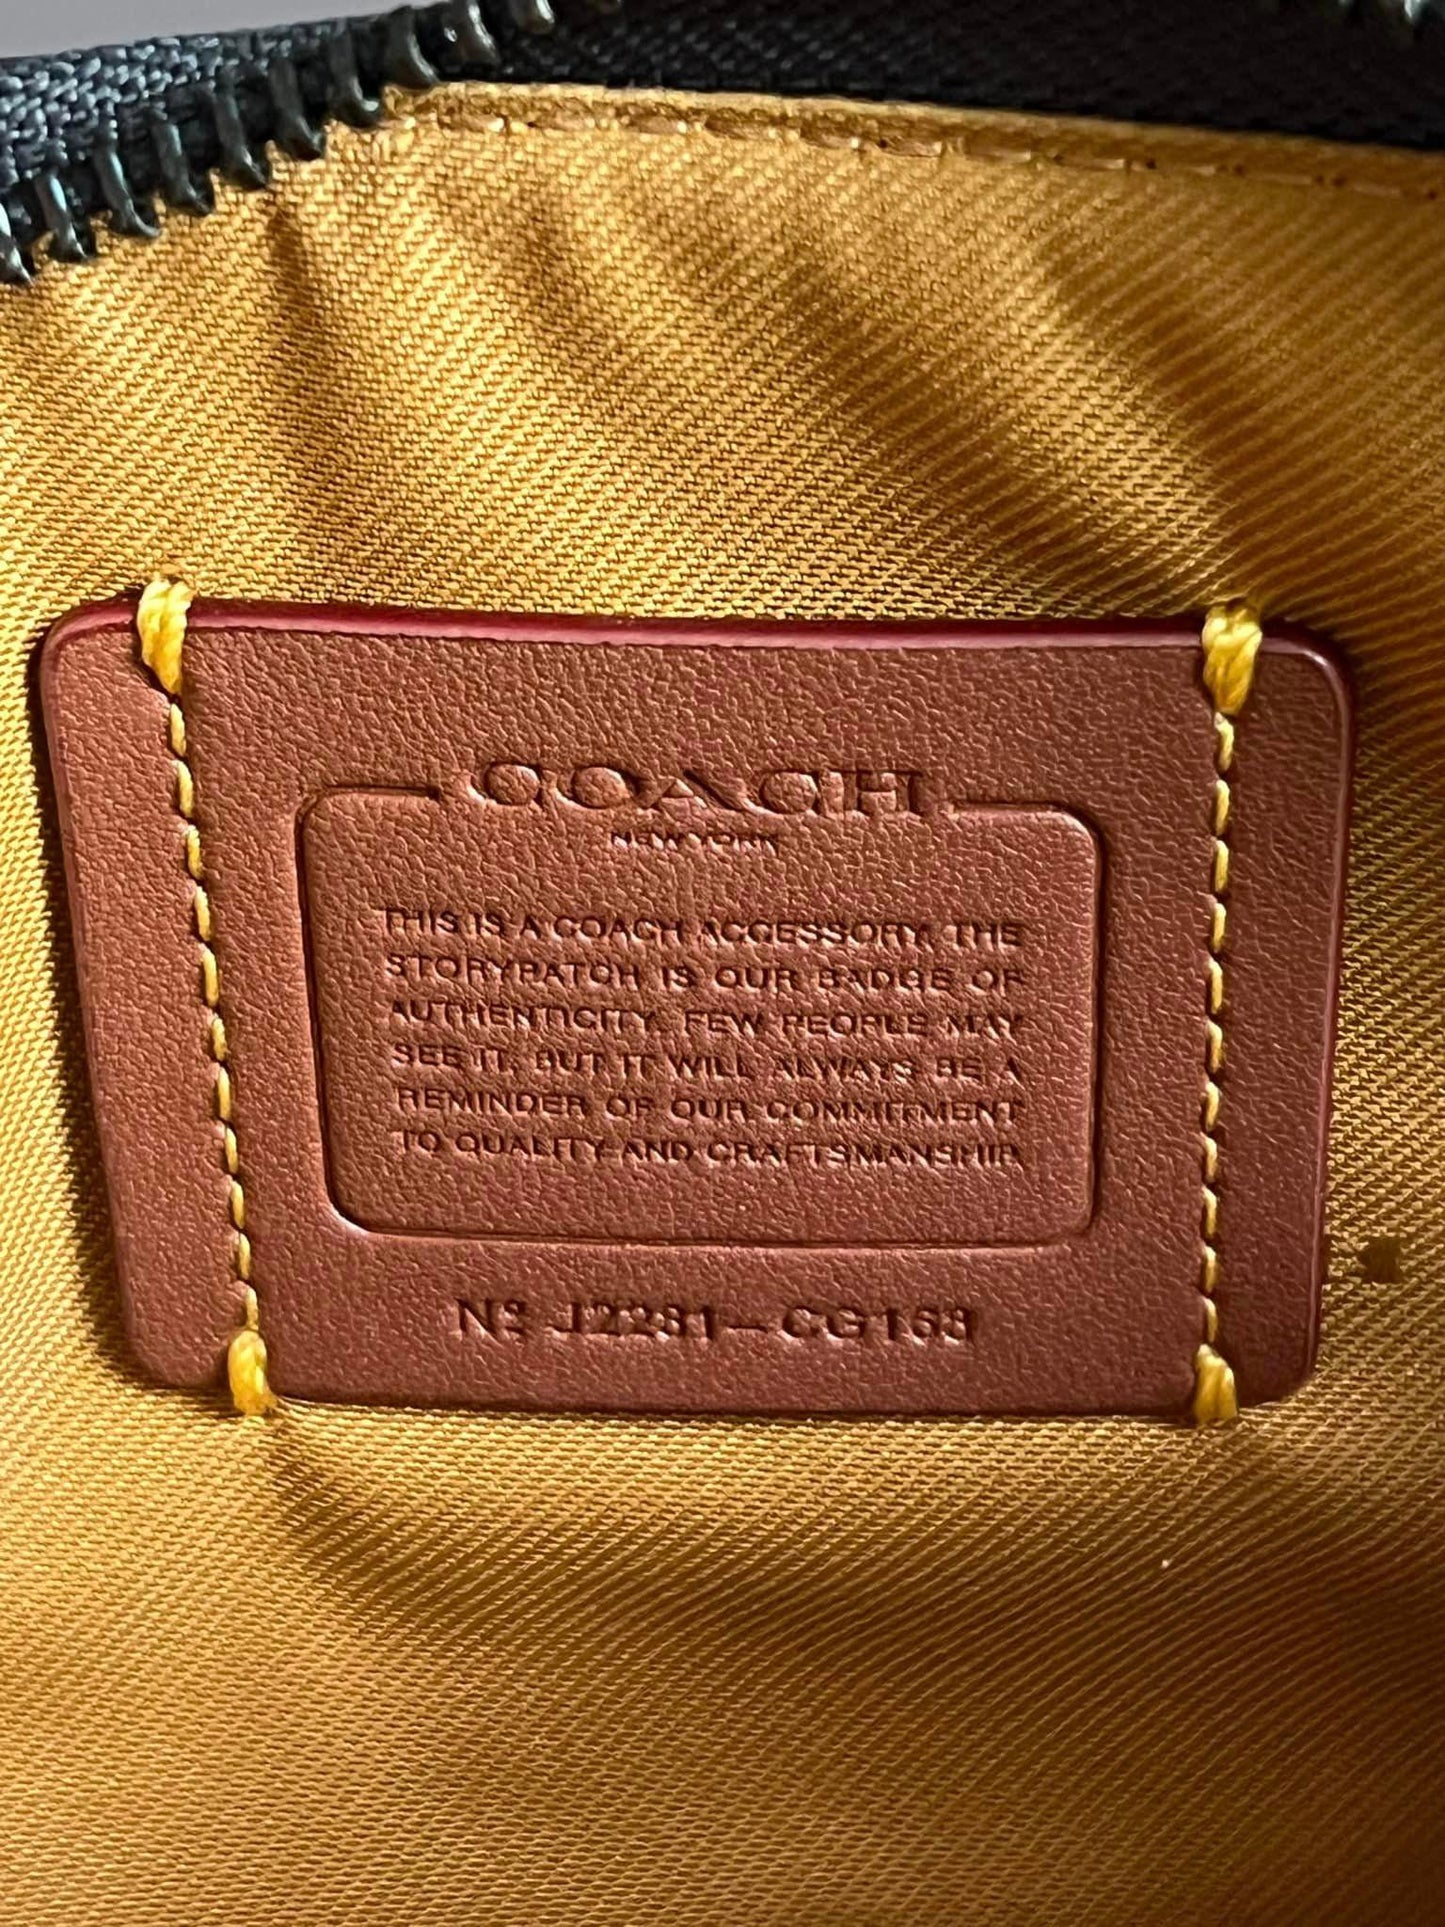 COACH
NEW YORK
THIS IS A COACH ACCESSORY. THE
STORYPATCH IS OUR BADGE OF
AUTHENTICITY. FEW PEOPLE MAY
SEE IT, BUT IT WILL ALWAYS BE A
REMINDER OF OUR COMMITMENT
TO QUALITY AND CRAFTSMANSHIP
Nº J2281-CG163